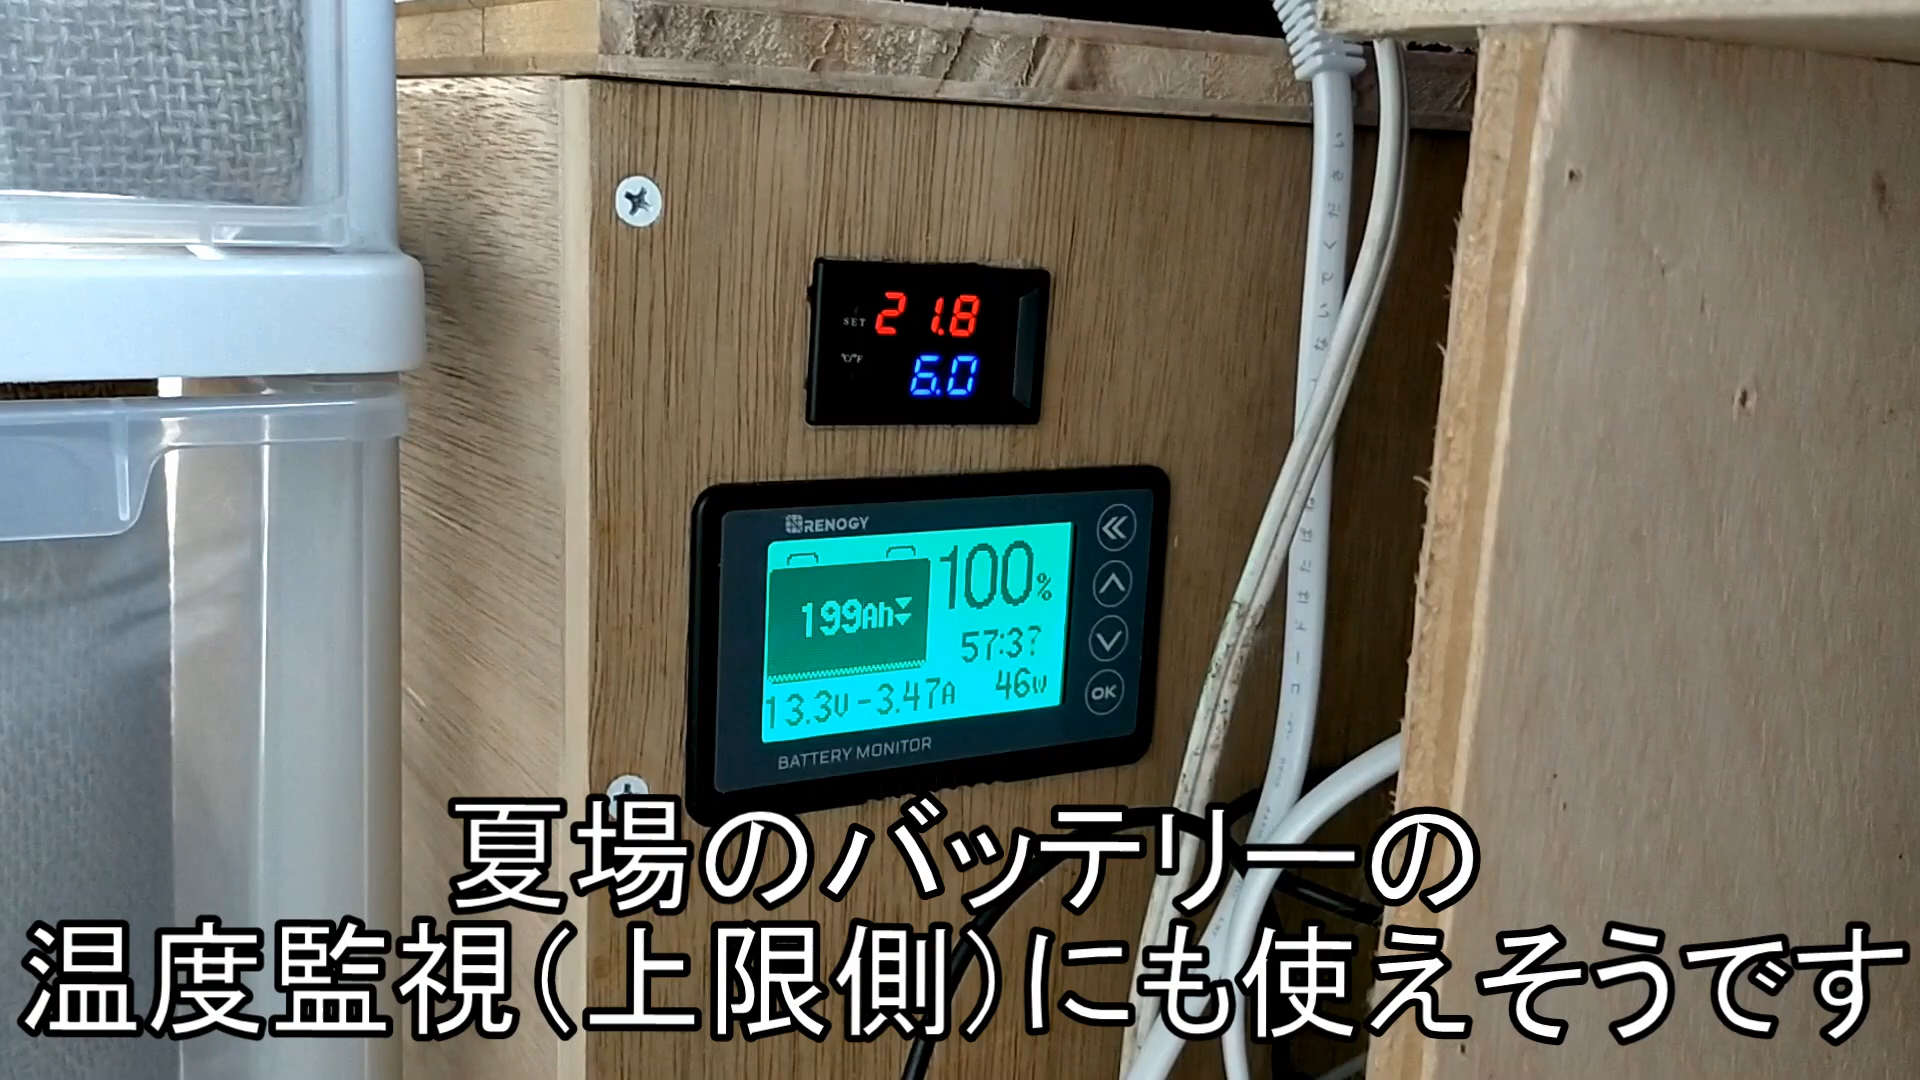 SET 21.8
°C/°F 6.0
RENOGY
100%
199Ah
57:3?
13.3V -3.47A 46W
OK
BATTERY MONITOR
夏場のバッテリーの
温度監視(上限側)にも使えそうです